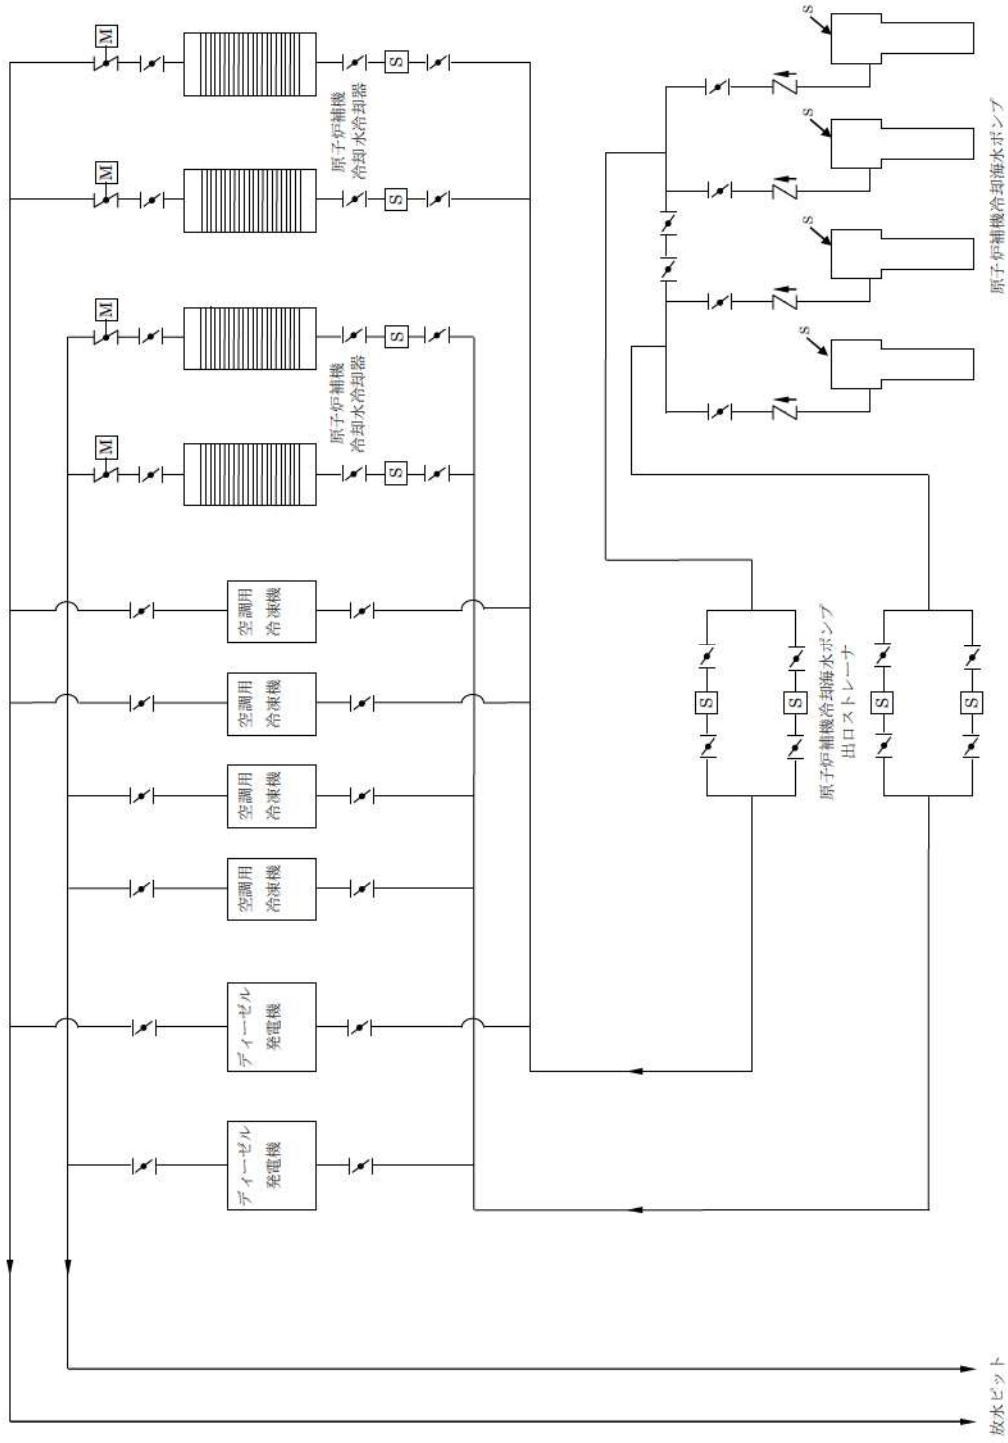 M
M
M
M
ディーゼル
発電機
ディーゼル
発電機
空調用
冷凍機
空調用
冷凍機
空調用
冷凍機
空調用
冷凍機
原子炉補機
冷却水冷却器
原子炉補機
冷却水冷却器
S
S
S
S
S
S
原子炉補機冷却海水ポンプ
出口ストレーナ
S
S
S
S
S
S
放水ピット
原子炉補機冷却海水ポンプ